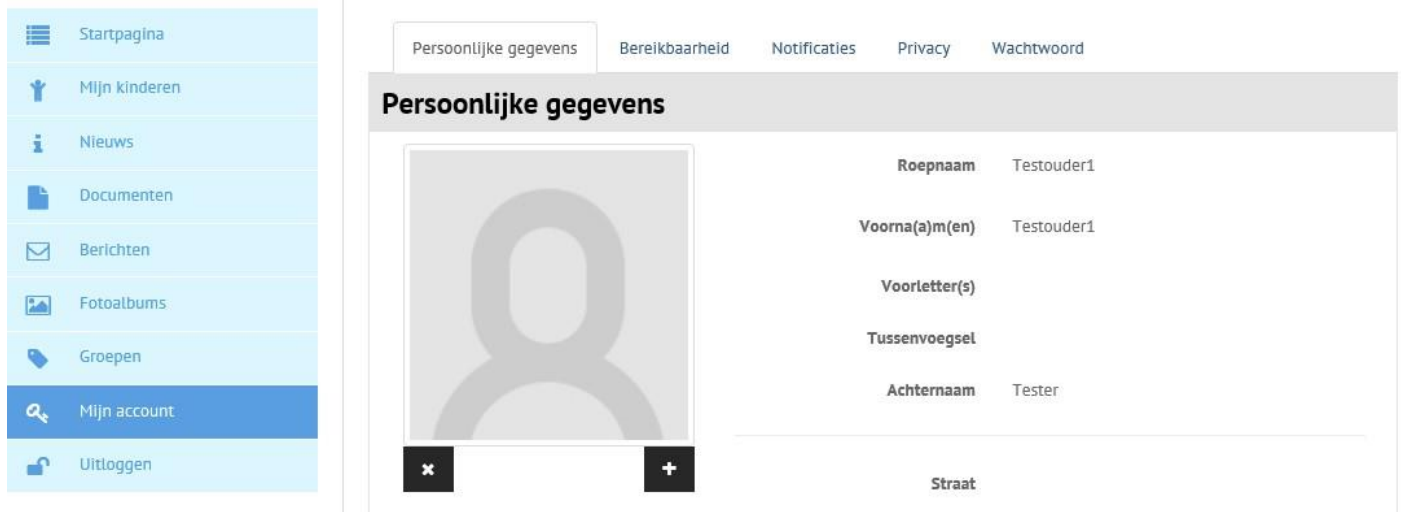 Startpagina
Mijn kinderen
Nieuws
Documenten
Berichten
Fotoalbums
Groepen
Mijn account
Uitloggen
Persoonlijke gegevens Bereikbaarheid Notificaties Privacy Wachtwoord
Persoonlijke gegevens
Roepnaam Testouder1
Voorna(a)m(en) Testouder1
Voorletter(s)
Tussenvoegsel
Achternaam Tester
Straat